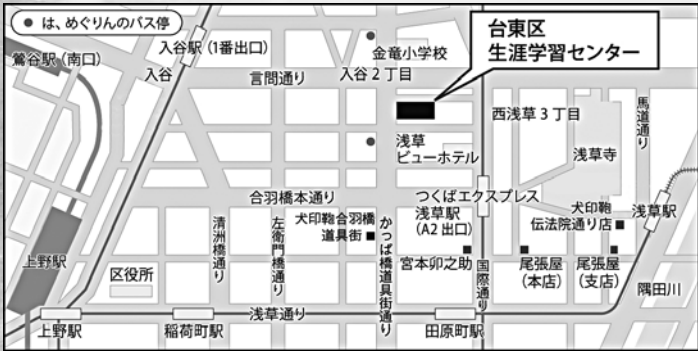 ● は、めぐりんのバス停
台東区
生涯学習センター
鶯谷駅(南口)
入谷駅(1番出口)
入谷
金竜小学校
言問通り
入谷2丁目
西浅草3丁目
馬道通り
浅草
ビューホテル
浅草寺
合羽橋本通り
つくばエクスプレス
浅草駅
(A2出口)
犬印鞄
伝法院通り店
浅草駅
清洲橋通り
左衛門橋通り
犬印鞄合羽橋
道具街
かっぱ橋道具街通り
宮本卯之助
国際通り
尾張屋
(本店)
尾張屋
(支店)
隅田川
上野駅
区役所
浅草通り
上野駅
稲荷町駅
田原町駅